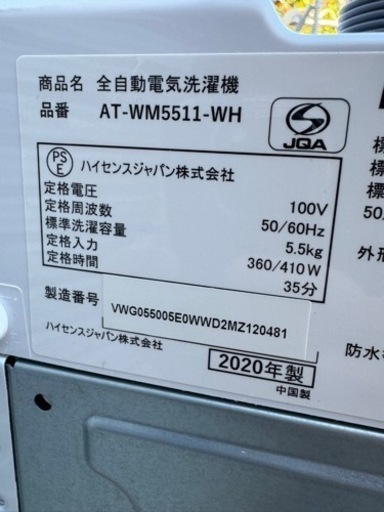 商品名 全自動電気洗濯機
品番 AT-WM5511-WH
JQA
PS
E
ハイセンスジャパン株式会社
定格電圧 100V
定格周波数 50/60Hz
標準洗濯容量 5.5kg
定格入力 360/410W
定格時間 35分
製造番号 VWG055005E0WWD2MZ120481
ハイセンスジャパン株式会社
2020年製
中国製
標
標
50
外形
防水